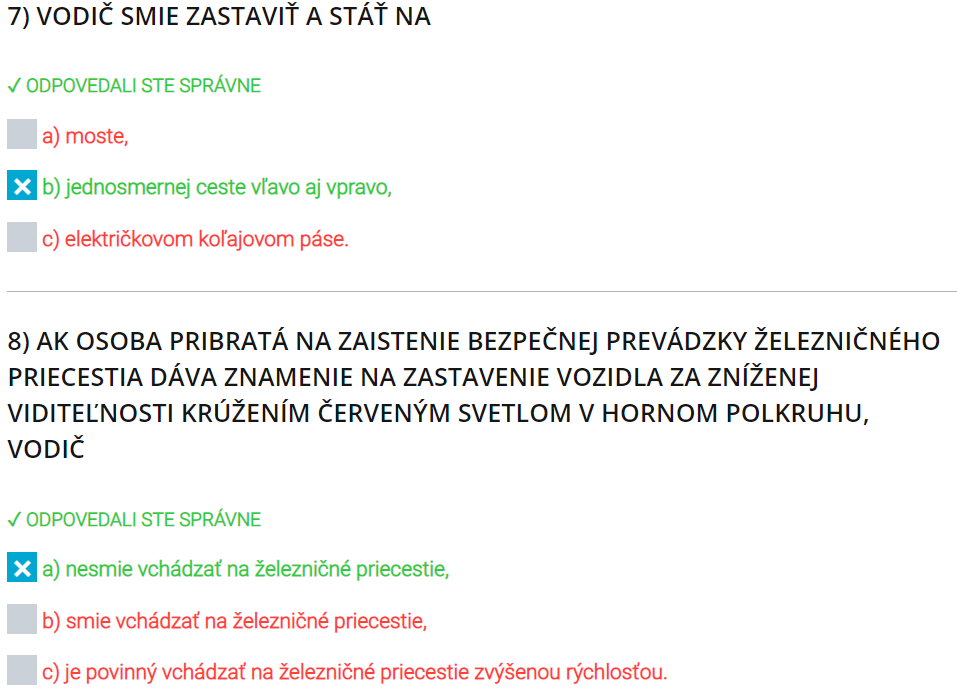 7) VODIČ SMIE ZASTAVIŤ A STÁŤ NA
✓ ODPOVEDALI STE SPRÁVNE
a) moste,
b) jednosmernej ceste vľavo aj vpravo,
c) električkovom koľajovom páse.
8) AK OSOBA PRIBRATÁ NA ZAISTENIE BEZPEČNEJ PREVÁDZKY ŽELEZNIČNÉHO
PRIECESTIA DÁVA ZNAMENIE NA ZASTAVENIE VOZIDLA ZA ZNÍŽENEJ
VIDITEĽNOSTI KRÚŽENÍM ČERVENÝM SVETLOM V HORNOM POLKRUHU,
VODIČ
✓ ODPOVEDALI STE SPRÁVNE
a) nesmie vchádzať na železničné priecestie,
b) smie vchádzať na železničné priecestie,
c) je povinný vchádzať na železničné priecestie zvýšenou rýchlosťou.